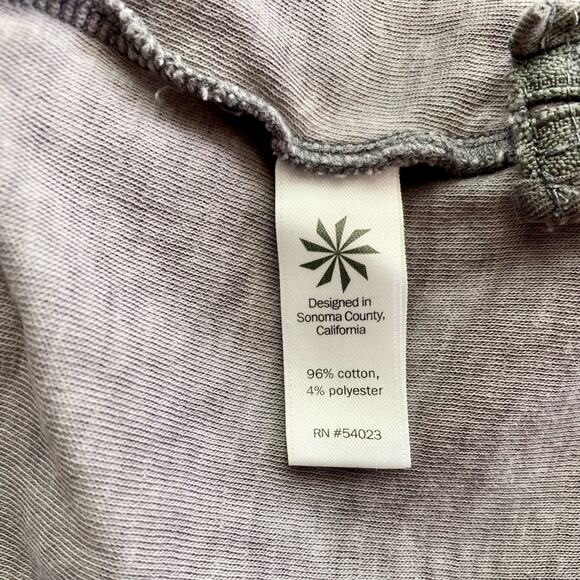 Designed in
Sonoma County,
California
96% cotton,
4% polyester
RN #54023